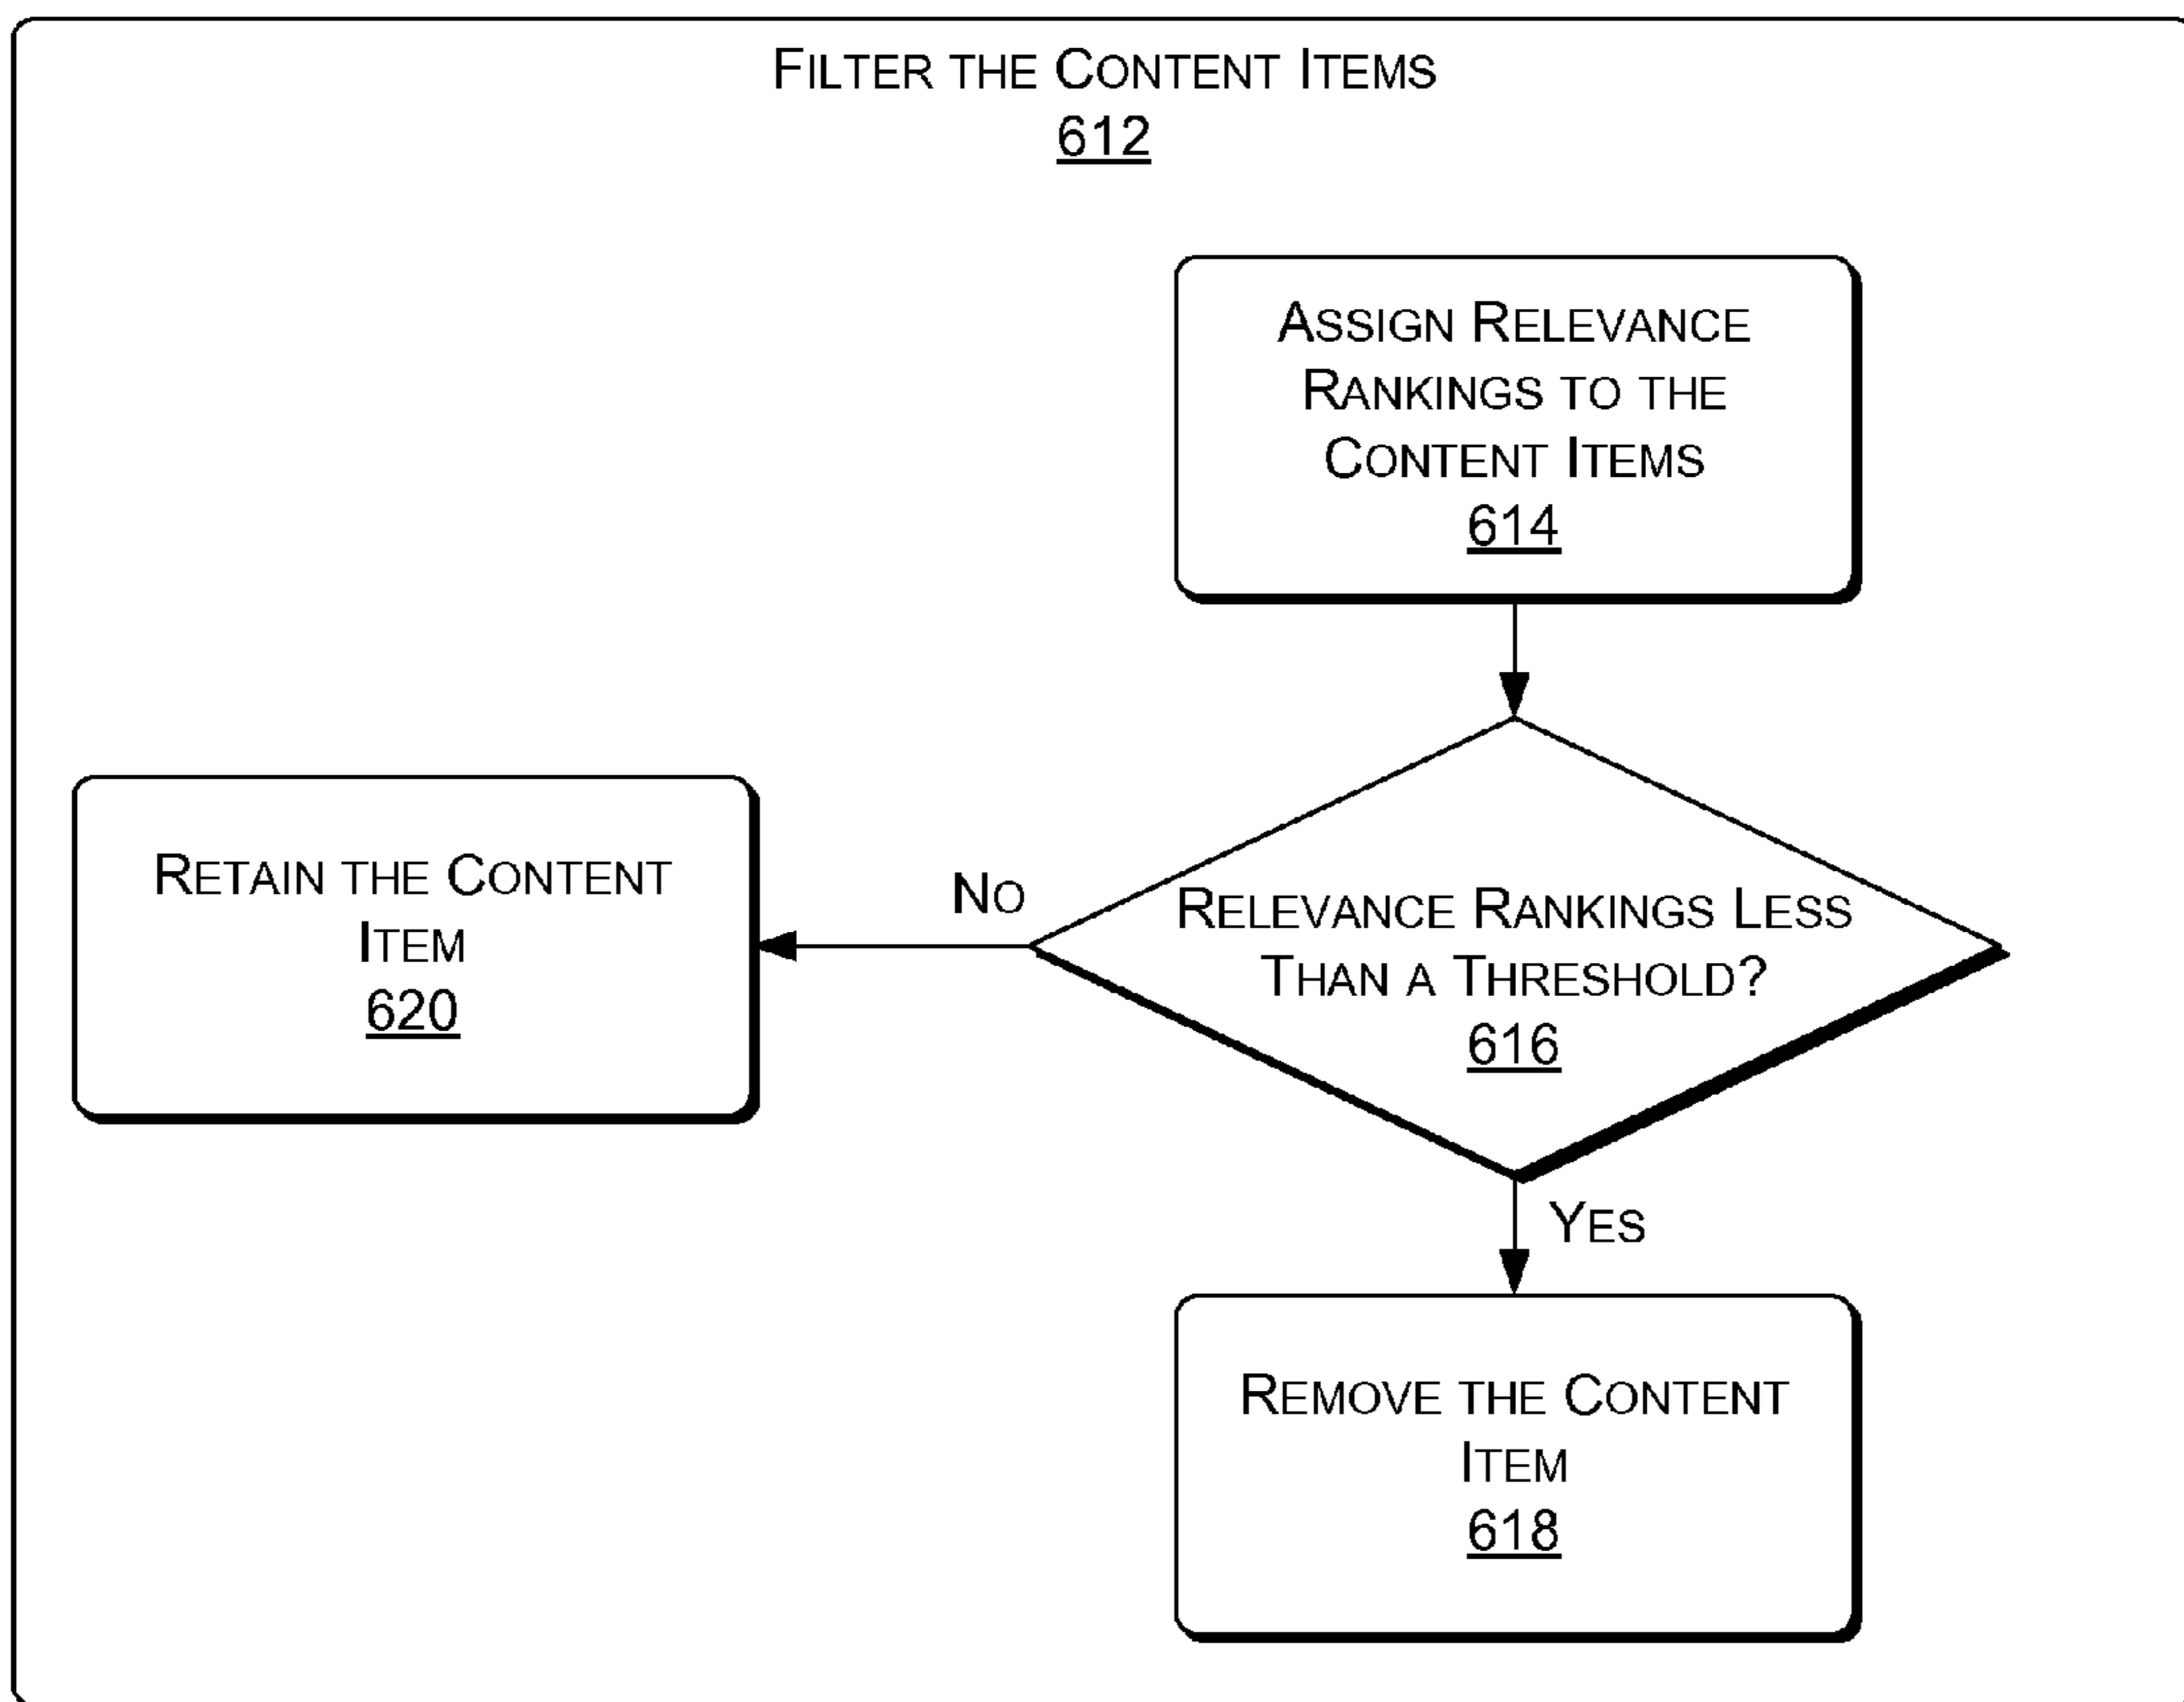 FILTER THE CONTENT ITEMS
612
ASSIGN RELEVANCE
RANKINGS TO THE
CONTENT ITEMS
614
RETAIN THE CONTENT
ITEM
620
NO
RELEVANCE RANKINGS LESS
THAN A THRESHOLD?
616
YES
REMOVE THE CONTENT
ITEM
618